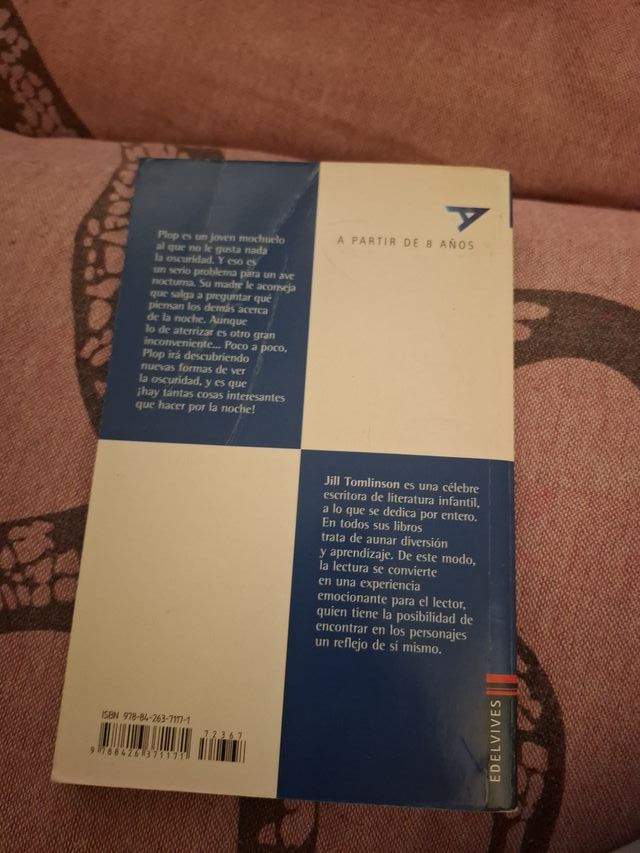 Plop es un joven mochuelo
al que no le gusta nada
la oscuridad. Y eso es
un serio problema para un ave
nocturna. Su madre le aconseja
que salga a preguntar qué
piensan los demás acerca
de la noche. Aunque
lo de aterrizar es otro gran
inconveniente... Poco a poco,
Plop irá descubriendo
nuevas formas de ver
la oscuridad, y es que
¡hay tantas cosas interesantes
que hacer por la noche!
A PARTIR DE 8 AÑOS
Jill Tomlinson es una célebre
escritora de literatura infantil,
a lo que se dedica por entero.
En todos sus libros
trata de aunar diversión
y aprendizaje. De este modo,
la lectura se convierte
en una experiencia
emocionante para el lector,
quien tiene la posibilidad de
encontrar en los personajes
un reflejo de sí mismo.
ISBN 978-84-263-7117-1
72367
9 788426 371171
EDELVIVES